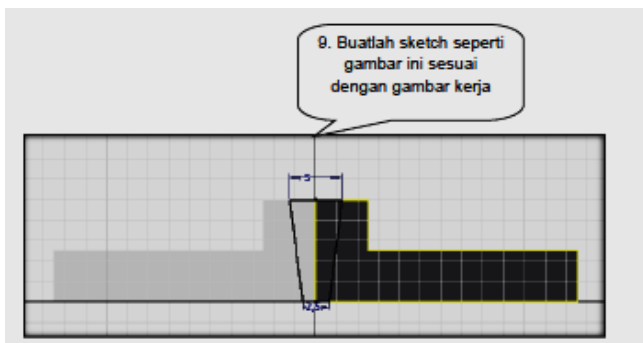 9. Buatlah sketch seperti
gambar ini sesuai
dengan gambar kerja
5
2,5